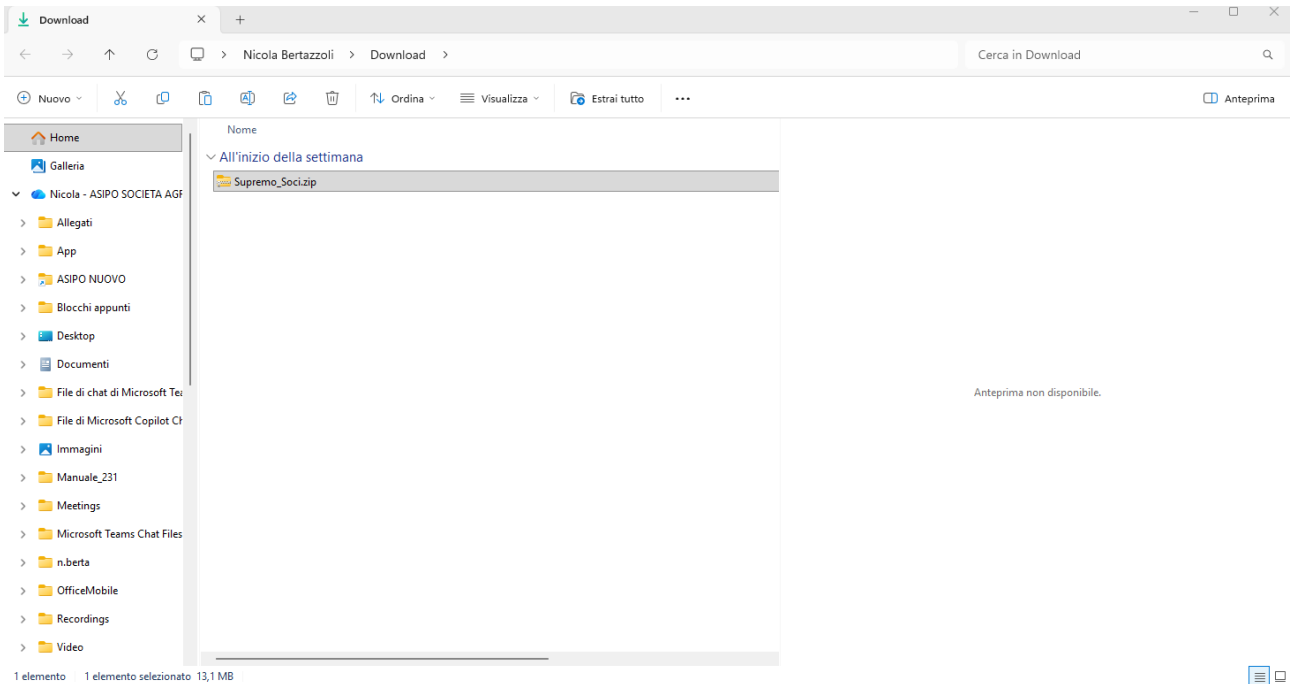 Download
Nicola Bertazzoli > Download >
Cerca in Download
Nuovo
Ordina
Visualizza
Estrai tutto
Anteprima
Home
Galleria
Nicola - ASIPO SOCIETA AGR
Allegati
App
ASIPO NUOVO
Blocchi appunti
Desktop
Documenti
File di chat di Microsoft Tea
File di Microsoft Copilot Ch
Immagini
Manuale_231
Meetings
Microsoft Teams Chat Files
n.berta
OfficeMobile
Recordings
Video
Nome
All'inizio della settimana
Supremo_Soci.zip
Anteprima non disponibile.
1 elemento 1 elemento selezionato 13,1 MB